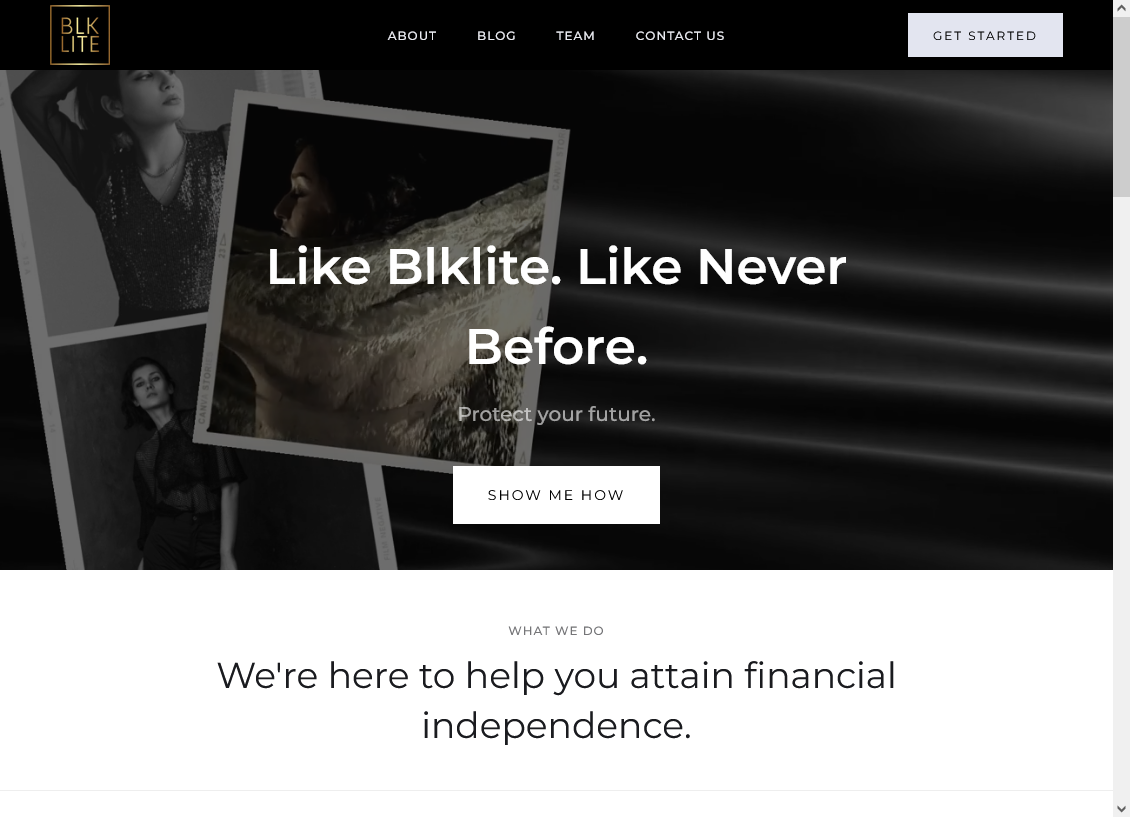 BLK
LITE
ABOUT
BLOG
TEAM
CONTACT US
GET STARTED
Like Blklite. Like Never
Before.
Protect your future.
SHOW ME HOW
WHAT WE DO
We're here to help you attain financial
independence.